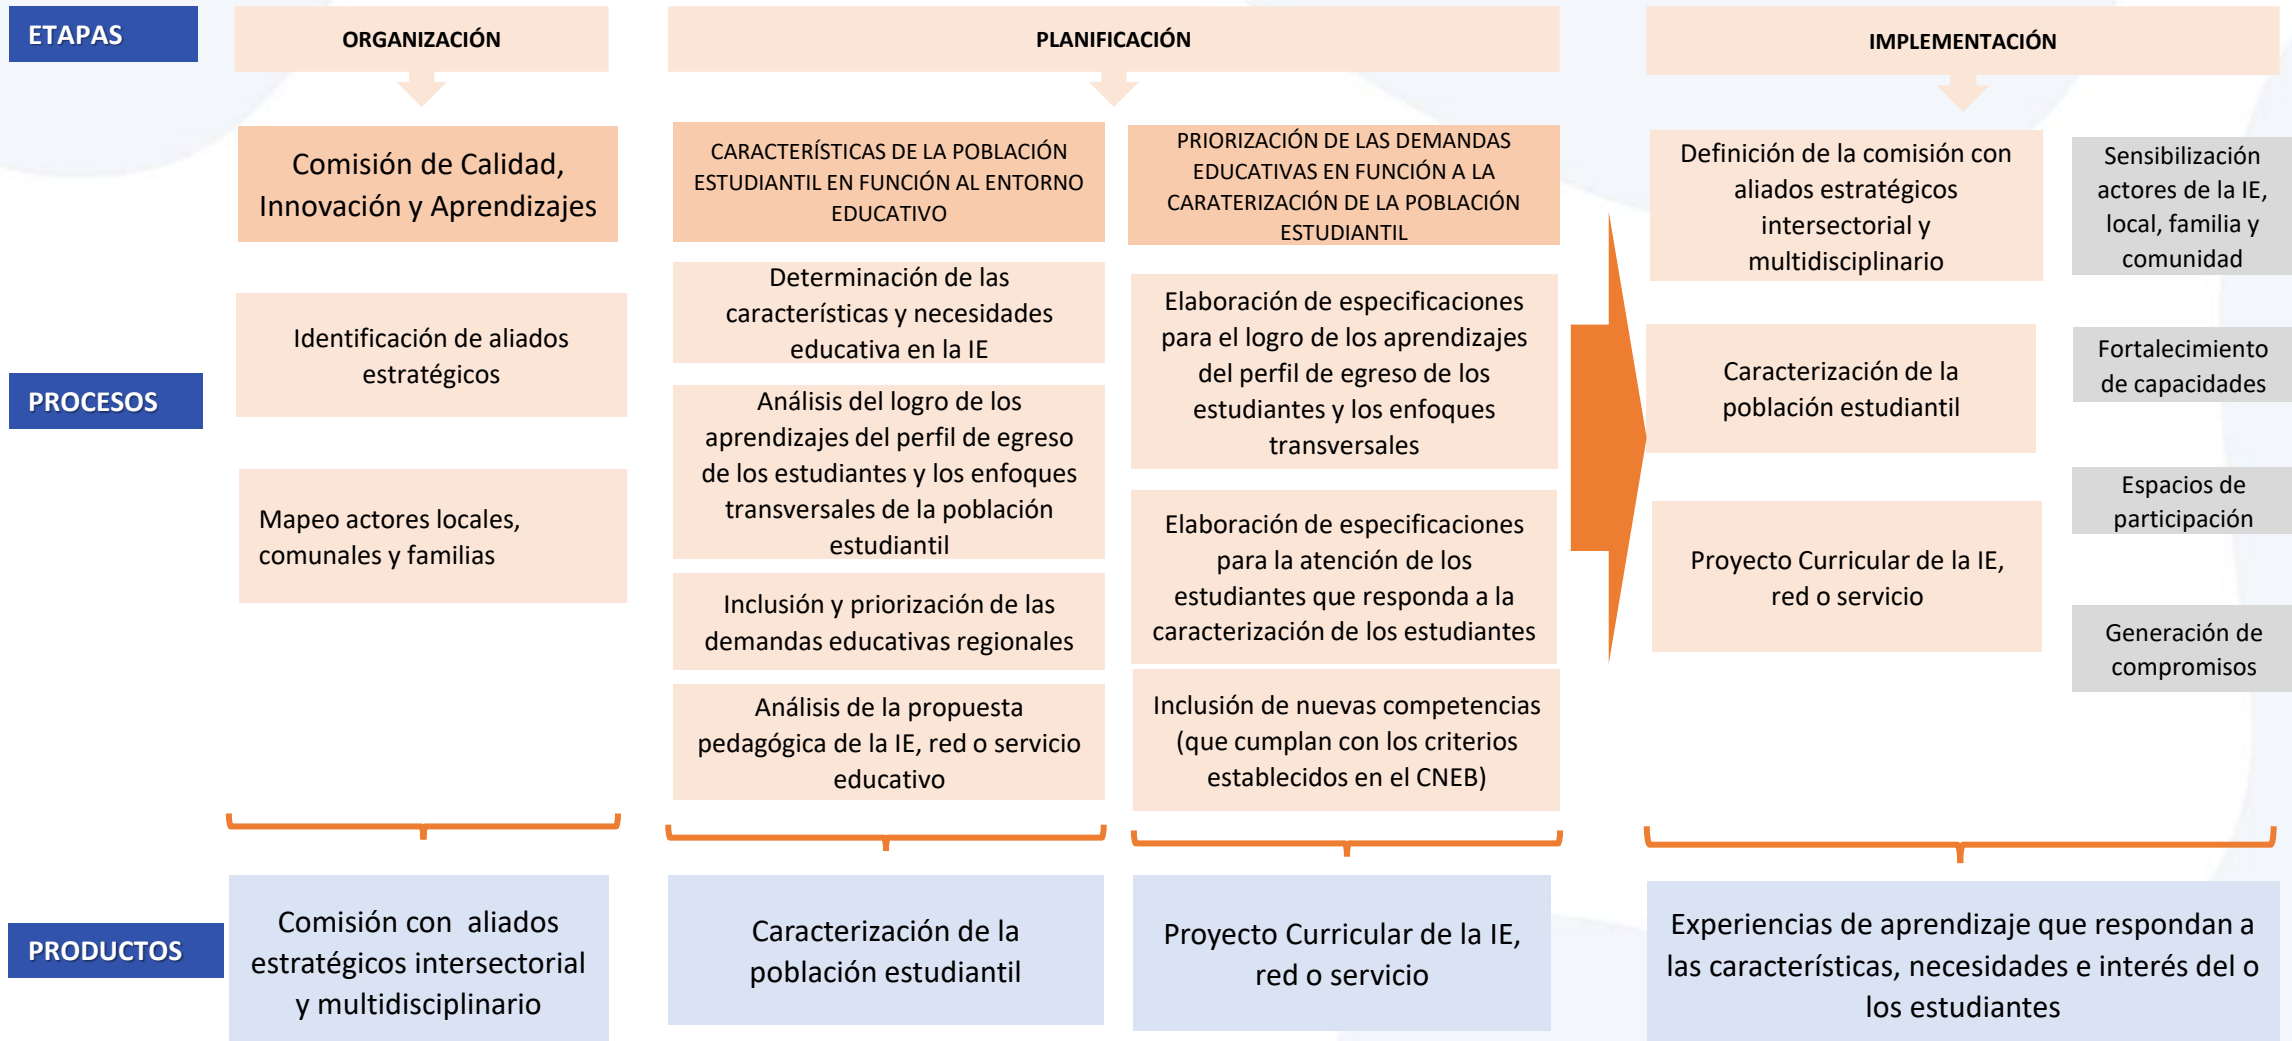 ETAPAS
ORGANIZACIÓN
PLANIFICACIÓN
IMPLEMENTACIÓN
Comisión de Calidad,
Innovación y Aprendizajes
CARACTERÍSTICAS DE LA POBLACIÓN
ESTUDIANTIL EN FUNCIÓN AL ENTORNO
EDUCATIVO
PRIORIZACIÓN DE LAS DEMANDAS
EDUCATIVAS EN FUNCIÓN A LA
CARATERIZACIÓN DE LA POBLACIÓN
ESTUDIANTIL
Definición de la comisión con
aliados estratégicos
intersectorial y
multidisciplinario
Sensibilización
actores de la IE,
local, familia y
comunidad
PROCESOS
Identificación de aliados
estratégicos
Mapeo actores locales,
comunales y familias
Determinación de las
características y necesidades
educativa en la IE
Análisis del logro de los
aprendizajes del perfil de egreso
de los estudiantes y los enfoques
transversales de la población
estudiantil
Inclusión y priorización de las
demandas educativas regionales
Análisis de la propuesta
pedagógica de la IE, red o servicio
educativo
Elaboración de especificaciones
para el logro de los aprendizajes
del perfil de egreso de los
estudiantes y los enfoques
transversales
Elaboración de especificaciones
para la atención de los
estudiantes que responda a la
caracterización de los estudiantes
Inclusión de nuevas competencias
(que cumplan con los criterios
establecidos en el CNEB)
Caracterización de la
población estudiantil
Proyecto Curricular de la IE,
red o servicio
Fortalecimiento
de capacidades
Espacios de
participación
Generación de
compromisos
PRODUCTOS
Comisión con aliados
estratégicos intersectorial
y multidisciplinario
Caracterización de la
población estudiantil
Proyecto Curricular de la IE,
red o servicio
Experiencias de aprendizaje que respondan a
las características, necesidades e interés del o
los estudiantes